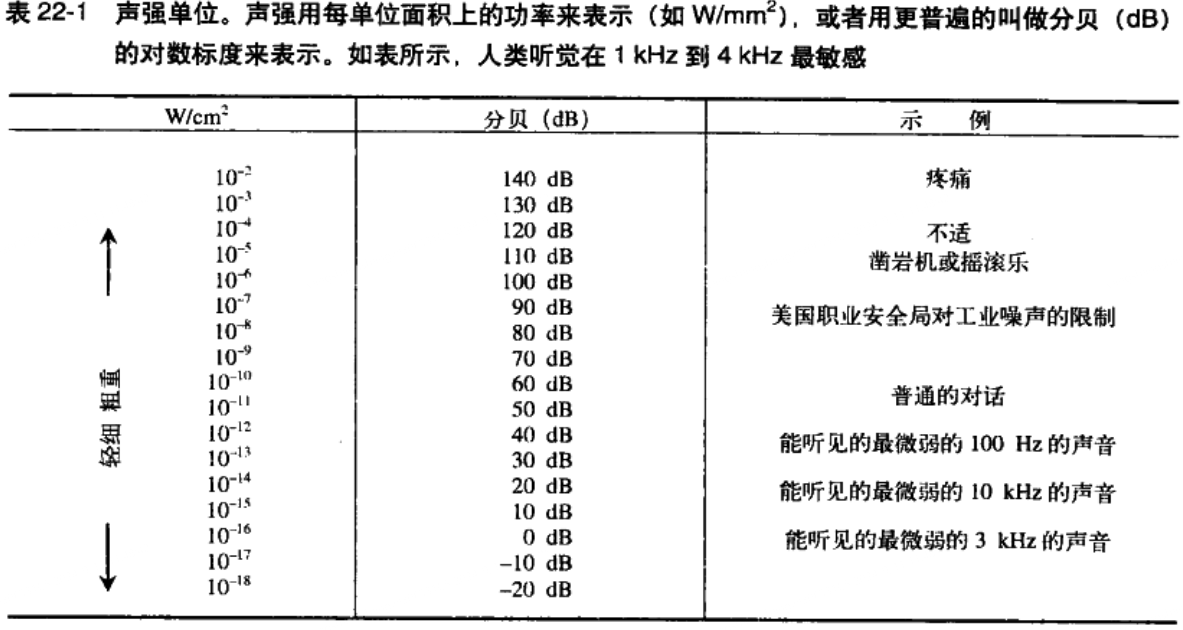 表 22-1 声强单位。声强用每单位面积上的功率来表示（如 W/mm²），或者用更普遍的叫做分贝（dB）
的对数标度来表示。如表所示，人类听觉在 1 kHz 到 4 kHz 最敏感
W/cm² 分贝（dB） 示 例
10⁻² 140 dB 疼痛
10⁻³ 130 dB
10⁻⁴ 120 dB 不适
10⁻⁵ 110 dB 凿岩机或摇滚乐
10⁻⁶ 100 dB
10⁻⁷ 90 dB 美国职业安全局对工业噪声的限制
10⁻⁸ 80 dB
10⁻⁹ 70 dB
10⁻¹⁰ 60 dB 普通的对话
10⁻¹¹ 50 dB
10⁻¹² 40 dB 能听见的最微弱的 100 Hz 的声音
10⁻¹³ 30 dB
10⁻¹⁴ 20 dB 能听见的最微弱的 10 kHz 的声音
10⁻¹⁵ 10 dB
10⁻¹⁶ 0 dB 能听见的最微弱的 3 kHz 的声音
10⁻¹⁷ –10 dB
10⁻¹⁸ –20 dB
轻细 粗重